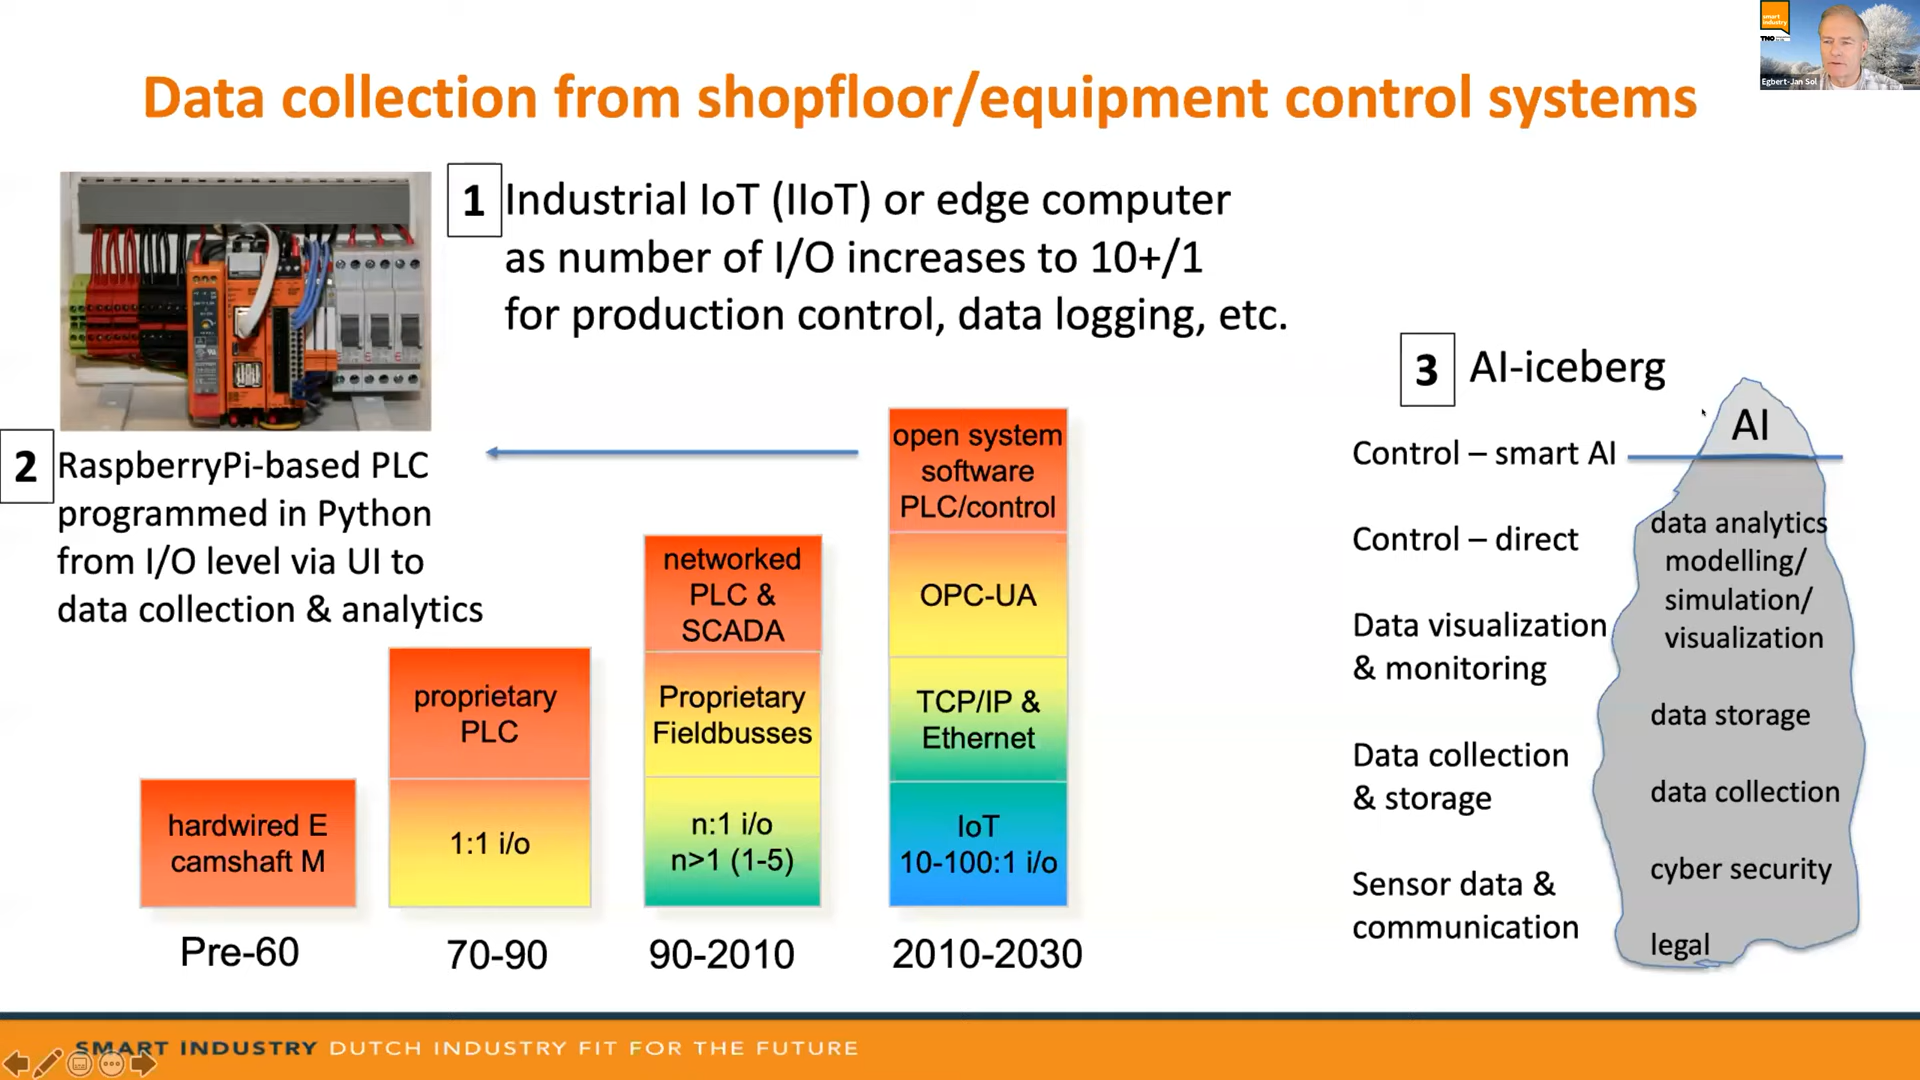 Data collection from shopfloor/equipment control systems
smart
industry
TNO
Egbert-Jan Sol
1
Industrial IoT (IIoT) or edge computer
as number of I/O increases to 10+/1
for production control, data logging, etc.
2
RaspberryPi-based PLC
programmed in Python
from I/O level via UI to
data collection & analytics
hardwired E
camshaft M
Pre-60
proprietary
PLC
1:1 i/o
70-90
networked
PLC &
SCADA
Proprietary
Fieldbusses
n:1 i/o
n>1 (1-5)
90-2010
open system
software
PLC/control
OPC-UA
TCP/IP &
Ethernet
IoT
10-100:1 i/o
2010-2030
3
AI-iceberg
Control – smart AI
Control – direct
Data visualization
& monitoring
Data collection
& storage
Sensor data &
communication
AI
data analytics
modelling/
simulation/
visualization
data storage
data collection
cyber security
legal
SMART INDUSTRY DUTCH INDUSTRY FIT FOR THE FUTURE